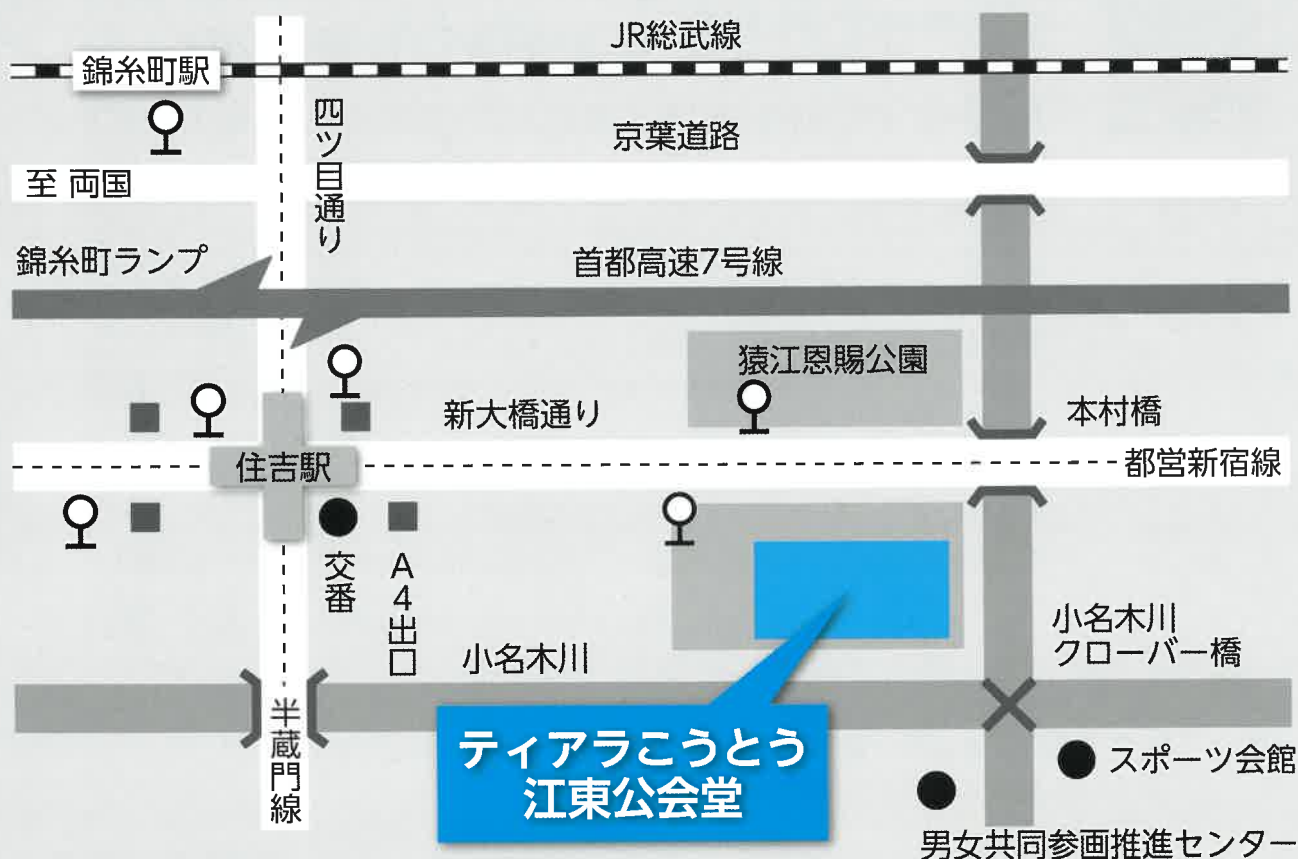 JR総武線
錦糸町駅
四ツ目通り
京葉道路
至 両国
錦糸町ランプ
首都高速7号線
猿江恩賜公園
新大橋通り
本村橋
住吉駅
都営新宿線
交番
A4出口
小名木川
小名木川
クローバー橋
半蔵門線
ティアラこうとう
江東公会堂
スポーツ会館
男女共同参画推進センター